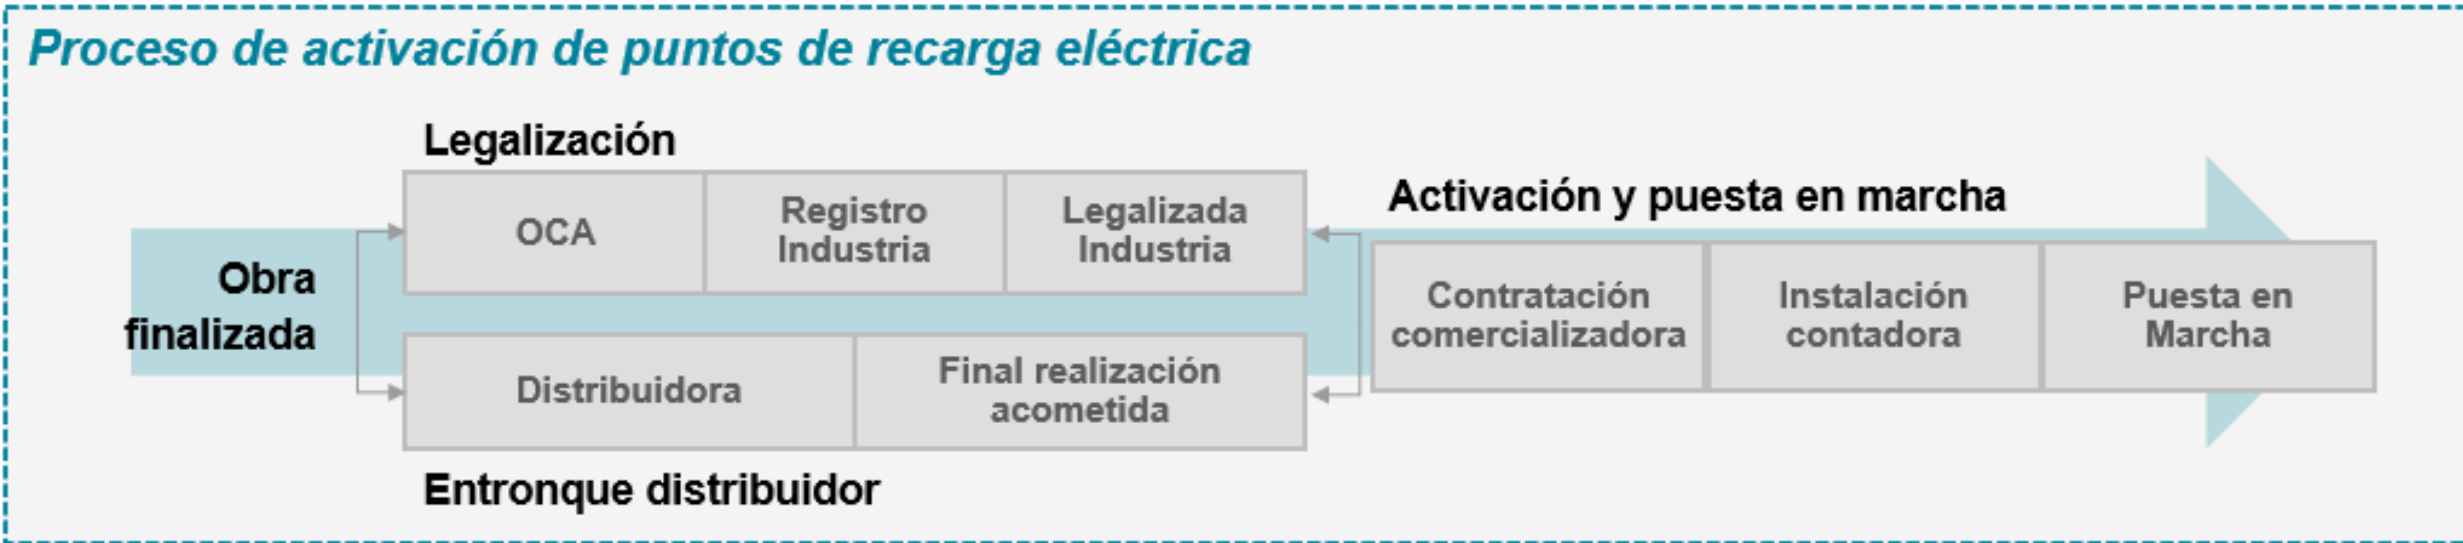 Proceso de activación de puntos de recarga eléctrica
Legalización
OCA
Registro
Industria
Legalizada
Industria
Activación y puesta en marcha
Obra
finalizada
Contratación
comercializadora
Instalación
contadora
Puesta en
Marcha
Distribuidora
Final realización
acometida
Entronque distribuidor